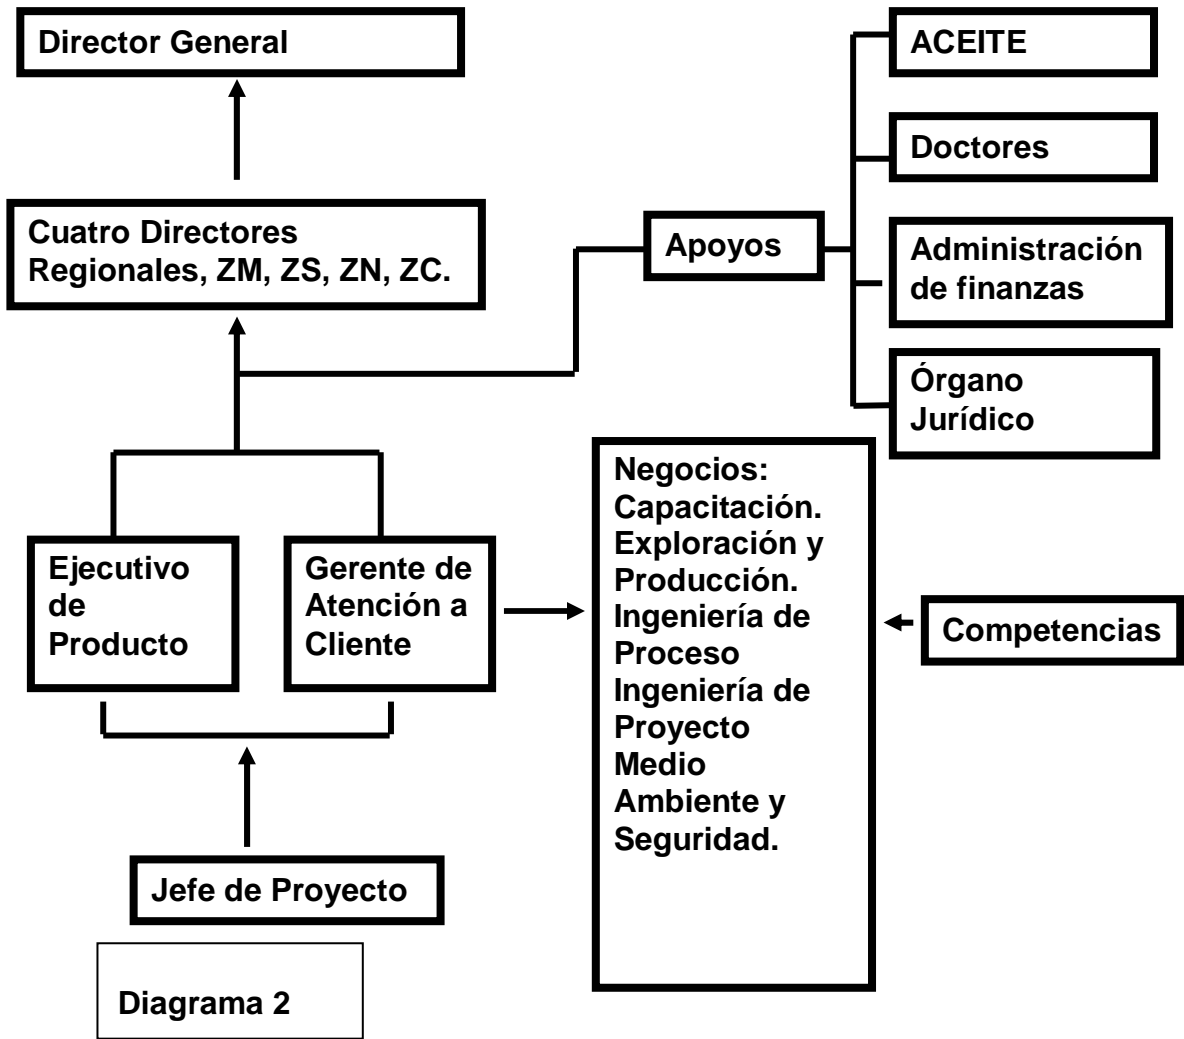 Director General
ACEITE
Doctores
Cuatro Directores
Regionales, ZM, ZS, ZN, ZC.
Apoyos
Administración
de finanzas
Órgano
Jurídico
Negocios:
Capacitación.
Exploración y
Producción.
Ingeniería de
Proceso
Ingeniería de
Proyecto
Medio
Ambiente y
Seguridad.
Ejecutivo
de
Producto
Gerente de
Atención a
Cliente
Competencias
Jefe de Proyecto
Diagrama 2